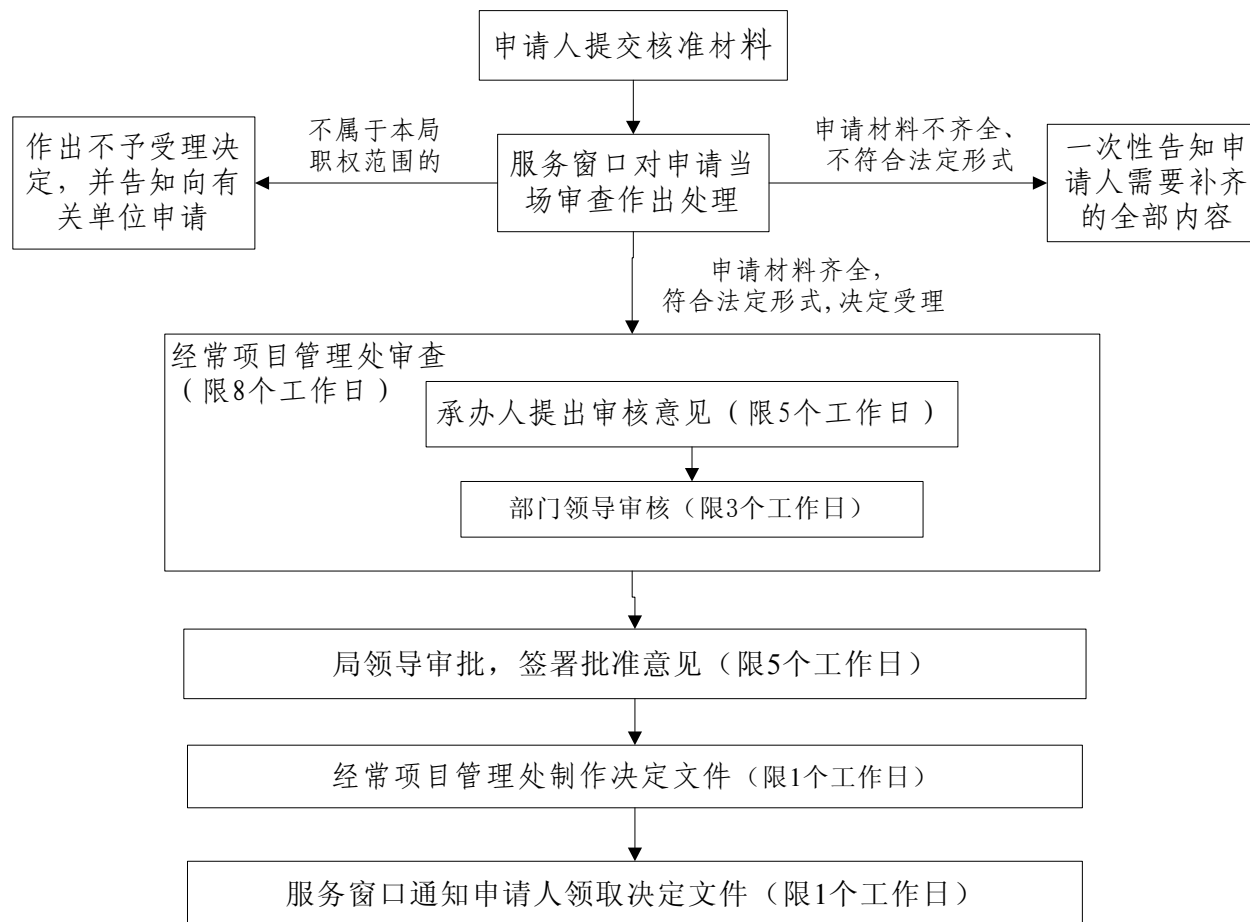 申请人提交核准材料
不属于本局
职权范围的
申请材料不齐全、
不符合法定形式
作出不予受理决
定，并告知向有
关单位申请
服务窗口对申请当
场审查作出处理
一次性告知申
请人需要补齐
的全部内容
申请材料齐全,
符合法定形式,决定受理
经常项目管理处审查
（限8个工作日）
承办人提出审核意见（限5个工作日）
部门领导审核（限3个工作日）
局领导审批，签署批准意见（限5个工作日）
经常项目管理处制作决定文件（限1个工作日）
服务窗口通知申请人领取决定文件（限1个工作日）